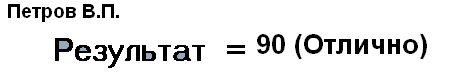 Петров В.П.
Результат = 90 (Отлично)